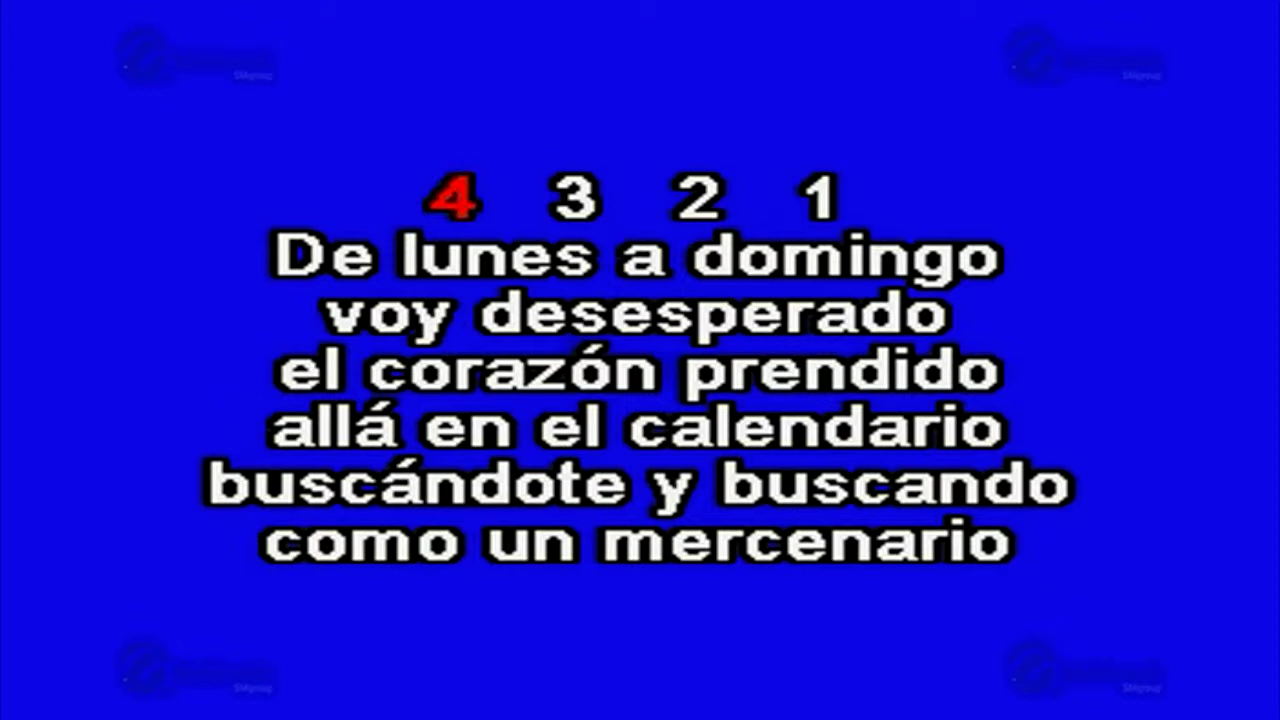 4 3 2 1
De lunes a domingo
voy desesperado
el corazón prendido
allá en el calendario
buscándote y buscando
como un mercenario